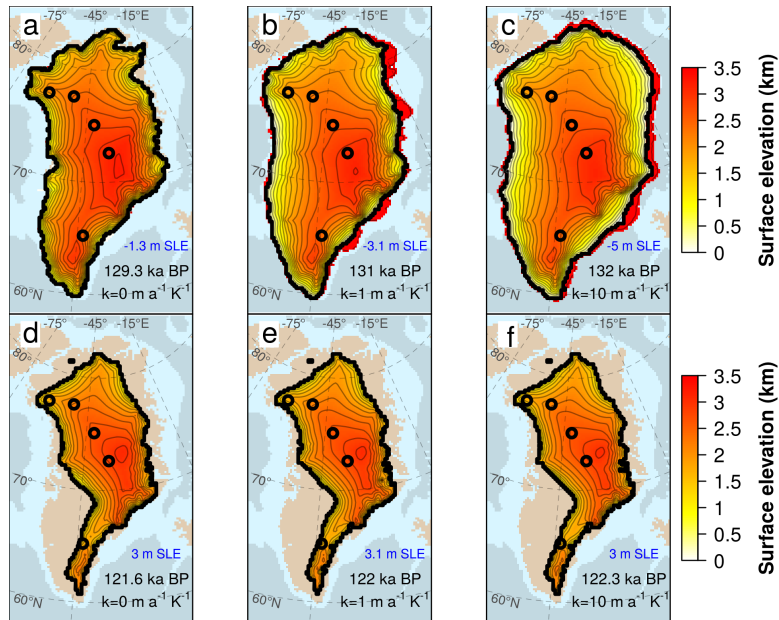 a
-75° -45° -15°E
80°
70°
60°N
-1.3 m SLE
129.3 ka BP
k=0 m a⁻¹ K⁻¹
b
-75° -45° -15°E
80°
70°
60°N
-3.1 m SLE
131 ka BP
k=1 m a⁻¹ K⁻¹
c
-75° -45° -15°E
80°
70°
60°N
-5 m SLE
132 ka BP
k=10 m a⁻¹ K⁻¹
3.5
3
2.5
2
1.5
1
0.5
0
Surface elevation (km)
d
-75° -45° -15°E
80°
70°
60°N
3 m SLE
121.6 ka BP
k=0 m a⁻¹ K⁻¹
e
-75° -45° -15°E
80°
70°
60°N
3.1 m SLE
122 ka BP
k=1 m a⁻¹ K⁻¹
f
-75° -45° -15°E
80°
70°
60°N
3 m SLE
122.3 ka BP
k=10 m a⁻¹ K⁻¹
3.5
3
2.5
2
1.5
1
0.5
0
Surface elevation (km)